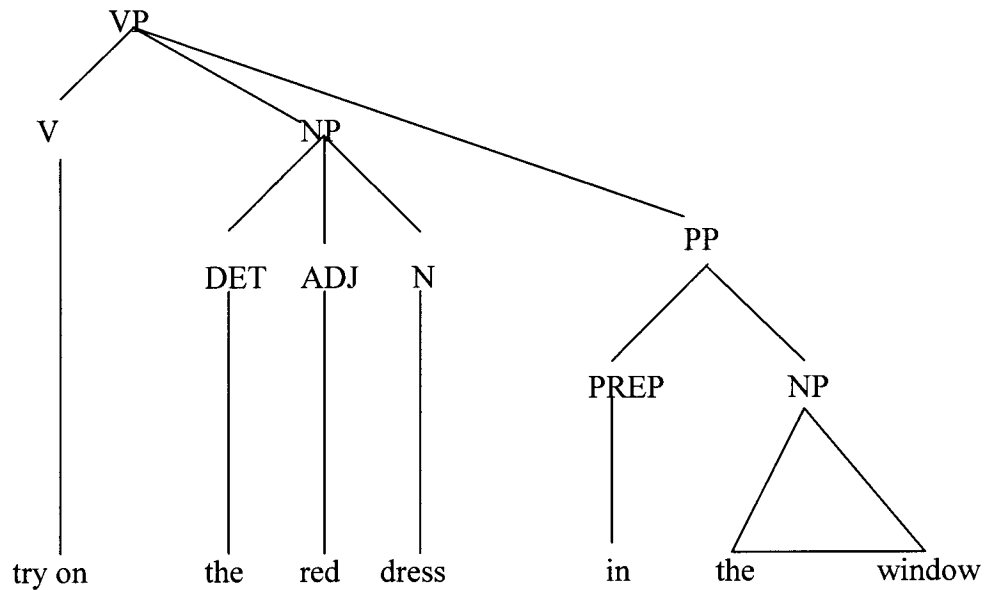 VP
V NP
PP
DET ADJ N
PREP NP
try on the red dress in the window